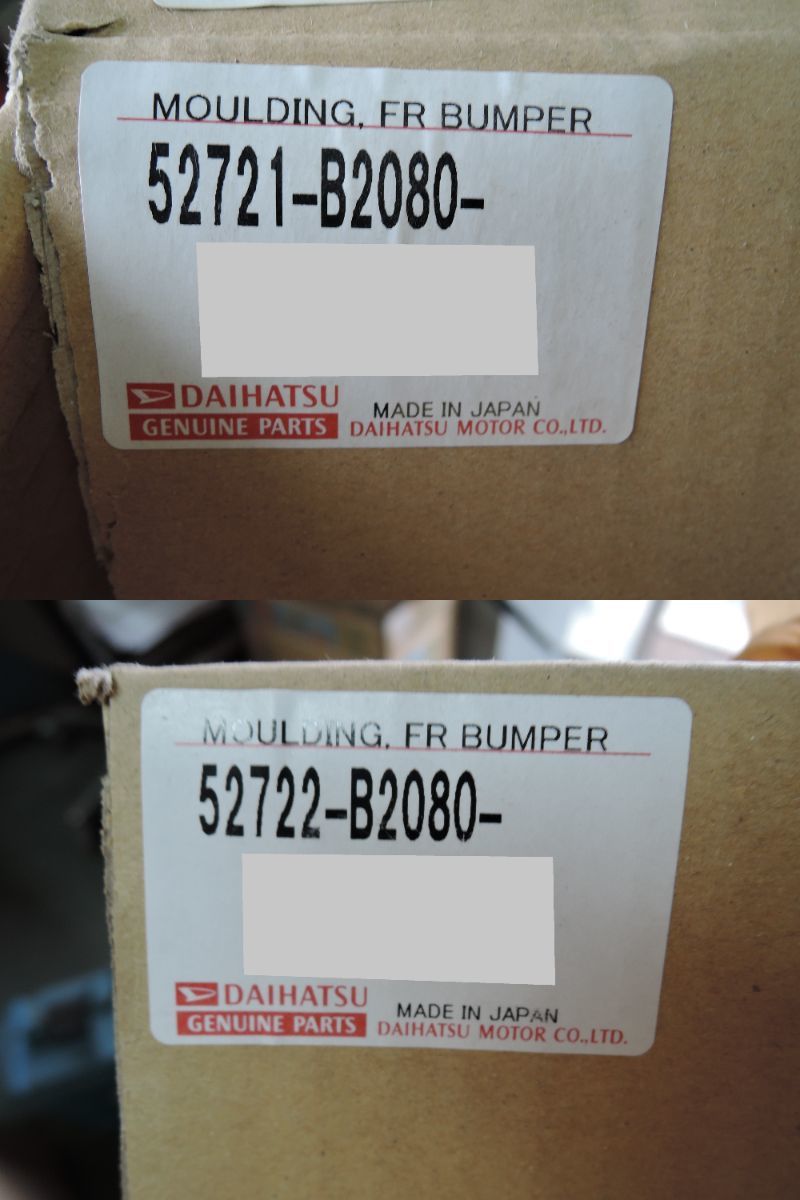 MOULDING, FR BUMPER
52721-B2080-
DAIHATSU
GENUINE PARTS
MADE IN JAPAN
DAIHATSU MOTOR CO.,LTD.
MOULDING, FR BUMPER
52722-B2080-
DAIHATSU
GENUINE PARTS
MADE IN JAPAN
DAIHATSU MOTOR CO.,LTD.